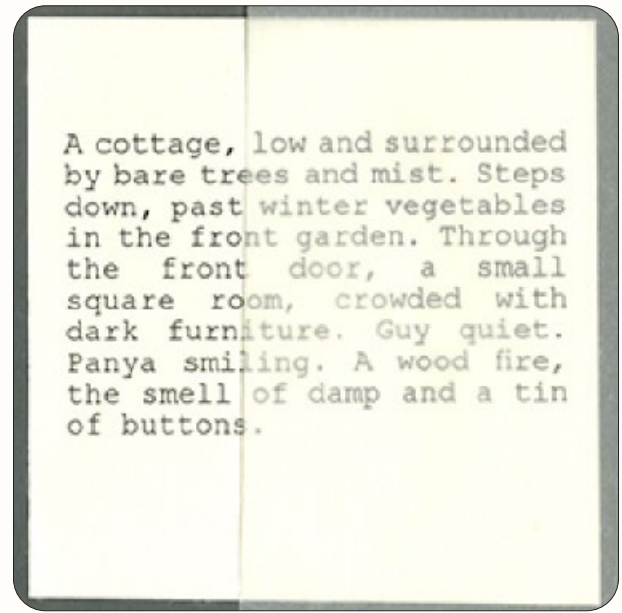 A cottage, low and surrounded
by bare trees and mist. Steps
down, past winter vegetables
in the front garden. Through
the front door, a small
square room, crowded with
dark furniture. Guy quiet.
Panya smiling. A wood fire,
the smell of damp and a tin
of buttons.